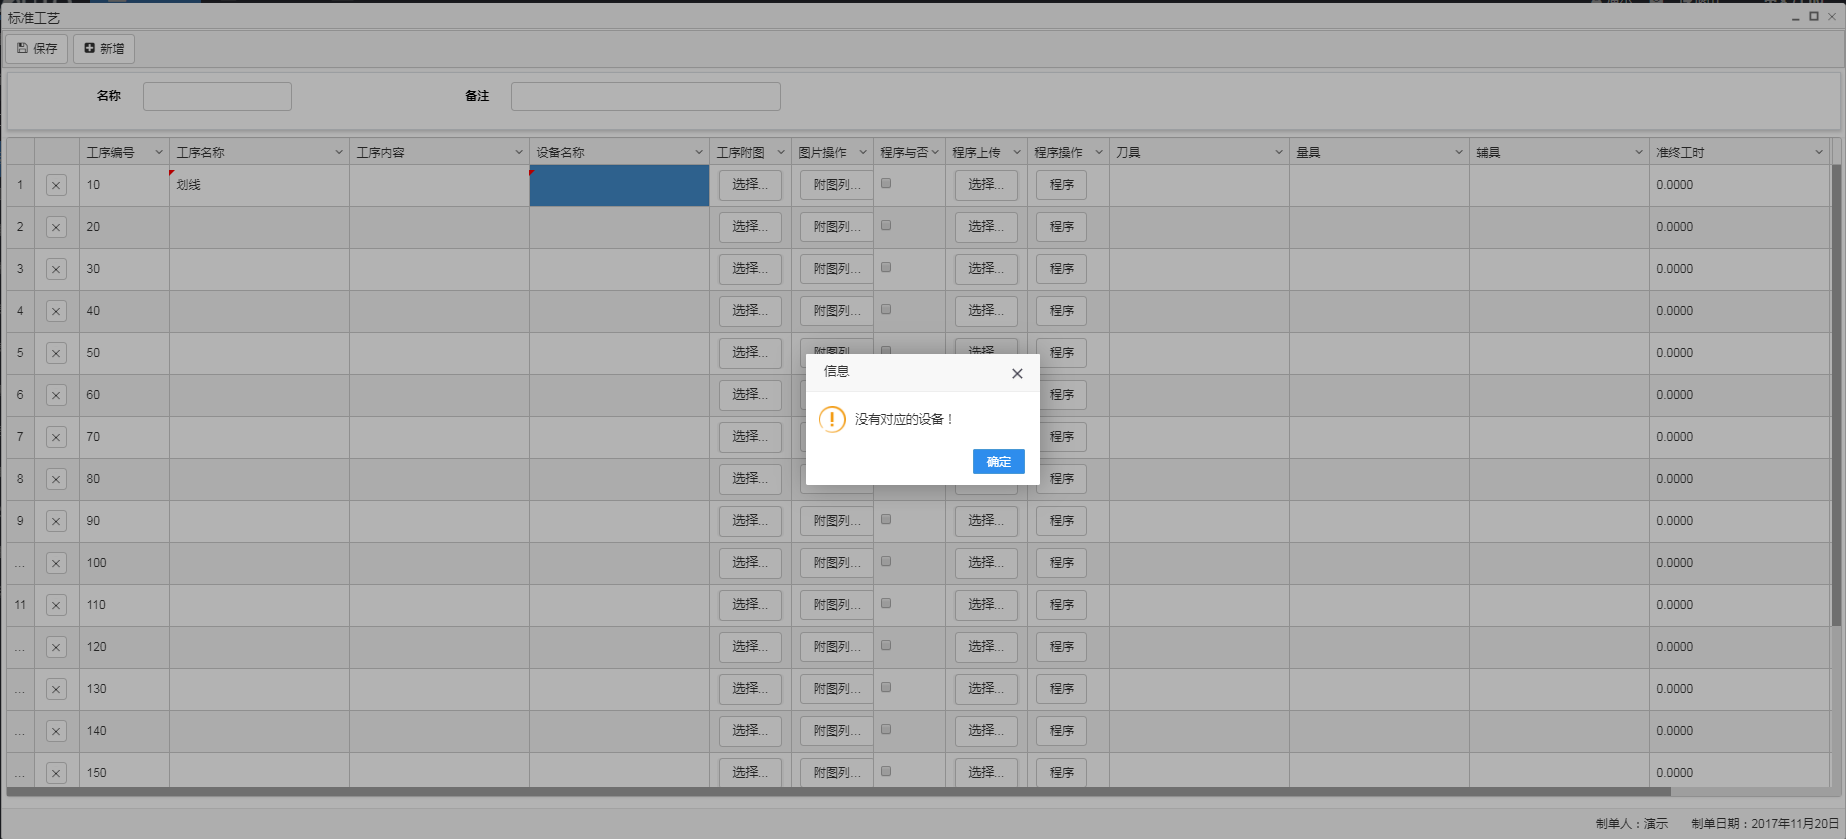 标准工艺
保存 新增
名称 备注
工序编号 工序名称 工序内容 设备名称 工序附图 图片操作 程序与否 程序上传 程序操作 刀具 量具 辅具 准终工时
1 10 划线 选择... 附图列... 选择... 程序 0.0000
2 20 选择... 附图列... 选择... 程序 0.0000
3 30 选择... 附图列... 选择... 程序 0.0000
4 40 选择... 附图列... 选择... 程序 0.0000
5 50 选择... 附图列 选择 程序 0.0000
6 60 选择... 程序 0.0000
7 70 选择... 程序 0.0000
8 80 选择... 程序 0.0000
信息
没有对应的设备！
确定
9 90 选择... 附图列... 选择... 程序 0.0000
... 100 选择... 附图列... 选择... 程序 0.0000
11 110 选择... 附图列... 选择... 程序 0.0000
... 120 选择... 附图列... 选择... 程序 0.0000
... 130 选择... 附图列... 选择... 程序 0.0000
... 140 选择... 附图列... 选择... 程序 0.0000
... 150 选择... 附图列... 选择... 程序 0.0000
制单人：演示 制单日期：2017年11月20日